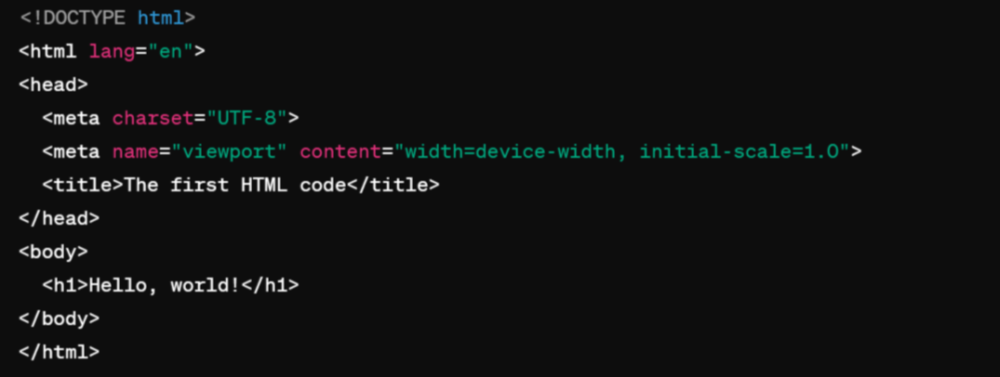 <!DOCTYPE html>
<html lang="en">
<head>
  <meta charset="UTF-8">
  <meta name="viewport" content="width=device-width, initial-scale=1.0">
  <title>The first HTML code</title>
</head>
<body>
  <h1>Hello, world!</h1>
</body>
</html>